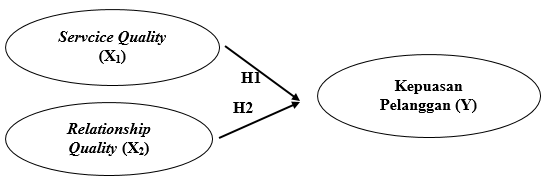 Servcice Quality
(X1)
H1
H2
Kepuasan
Pelanggan (Y)
Relationship
Quality (X2)